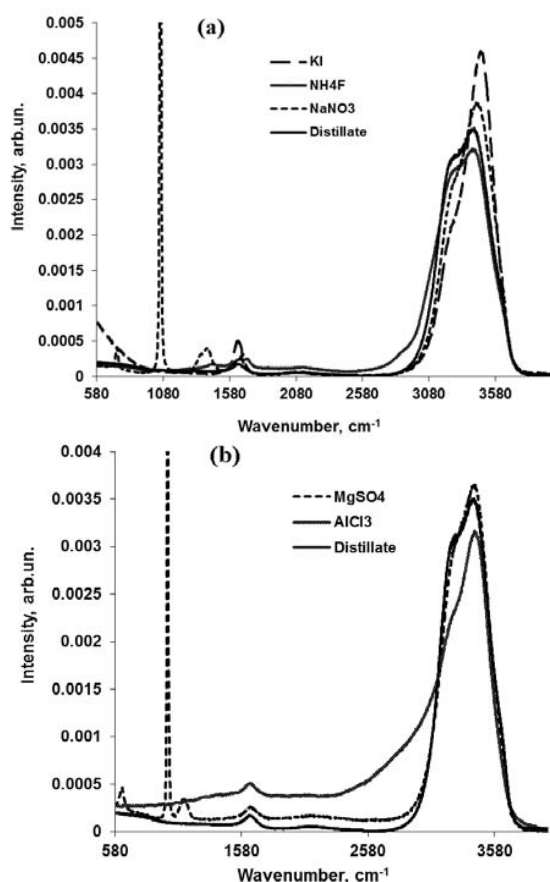 (a)
KI
NH4F
NaNO3
Distillate
0.005
0.0045
0.004
0.0035
0.003
0.0025
0.002
0.0015
0.001
0.0005
0
Intensity, arb.un.
580 1080 1580 2080 2580 3080 3580
Wavenumber, cm-1
(b)
MgSO4
AlCl3
Distillate
0.004
0.0035
0.003
0.0025
0.002
0.0015
0.001
0.0005
0
Intensity, arb.un.
580 1580 2580 3580
Wavenumber, cm-1